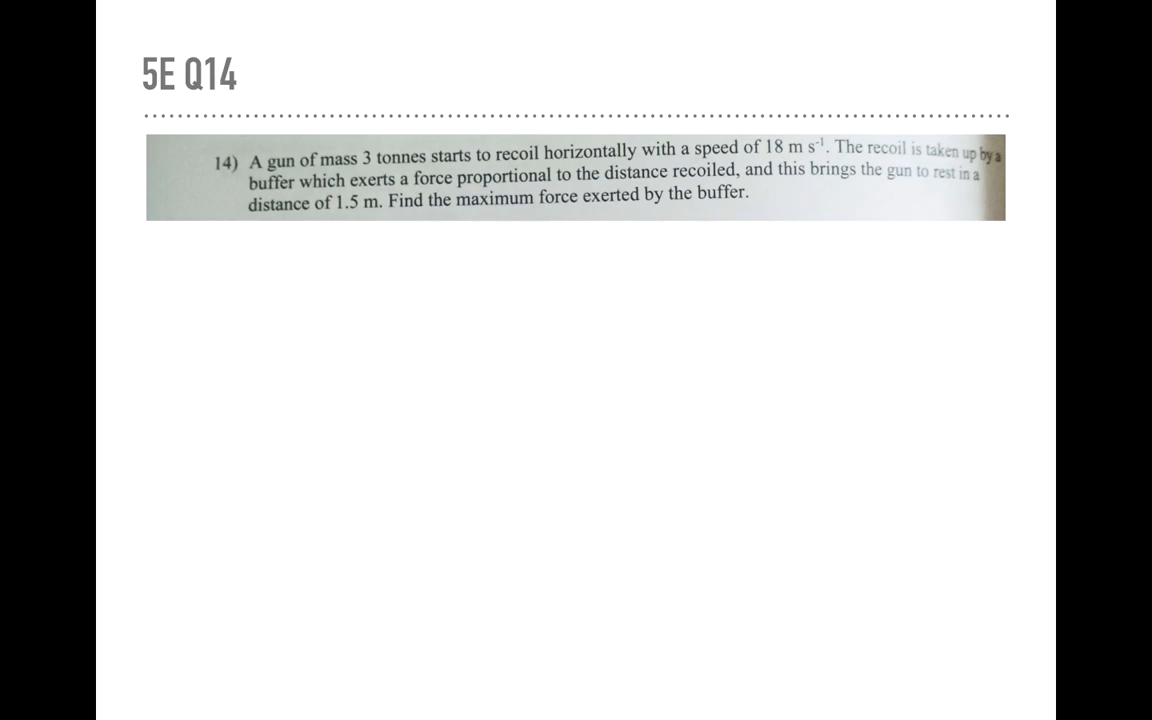 5E Q14
14) A gun of mass 3 tonnes starts to recoil horizontally with a speed of 18 m s⁻¹. The recoil is taken up by a
buffer which exerts a force proportional to the distance recoiled, and this brings the gun to rest in a
distance of 1.5 m. Find the maximum force exerted by the buffer.